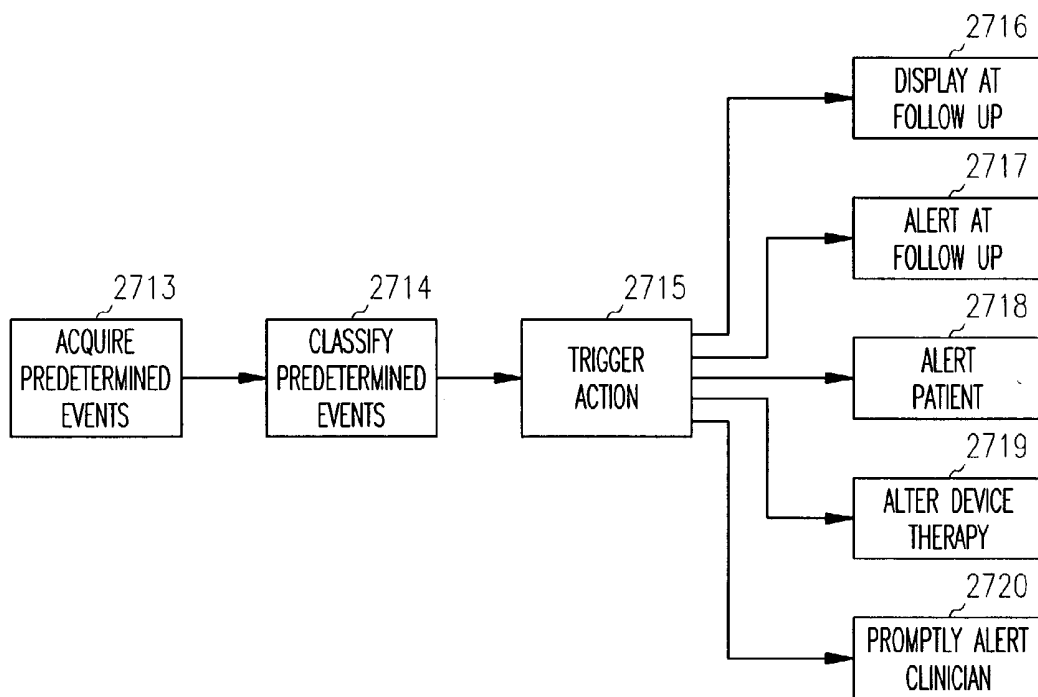 2716
DISPLAY AT
FOLLOW UP
2717
ALERT AT
FOLLOW UP
2713
ACQUIRE
PREDETERMINED
EVENTS
2714
CLASSIFY
PREDETERMINED
EVENTS
2715
TRIGGER
ACTION
2718
ALERT
PATIENT
2719
ALTER DEVICE
THERAPY
2720
PROMPTLY ALERT
CLINICIAN